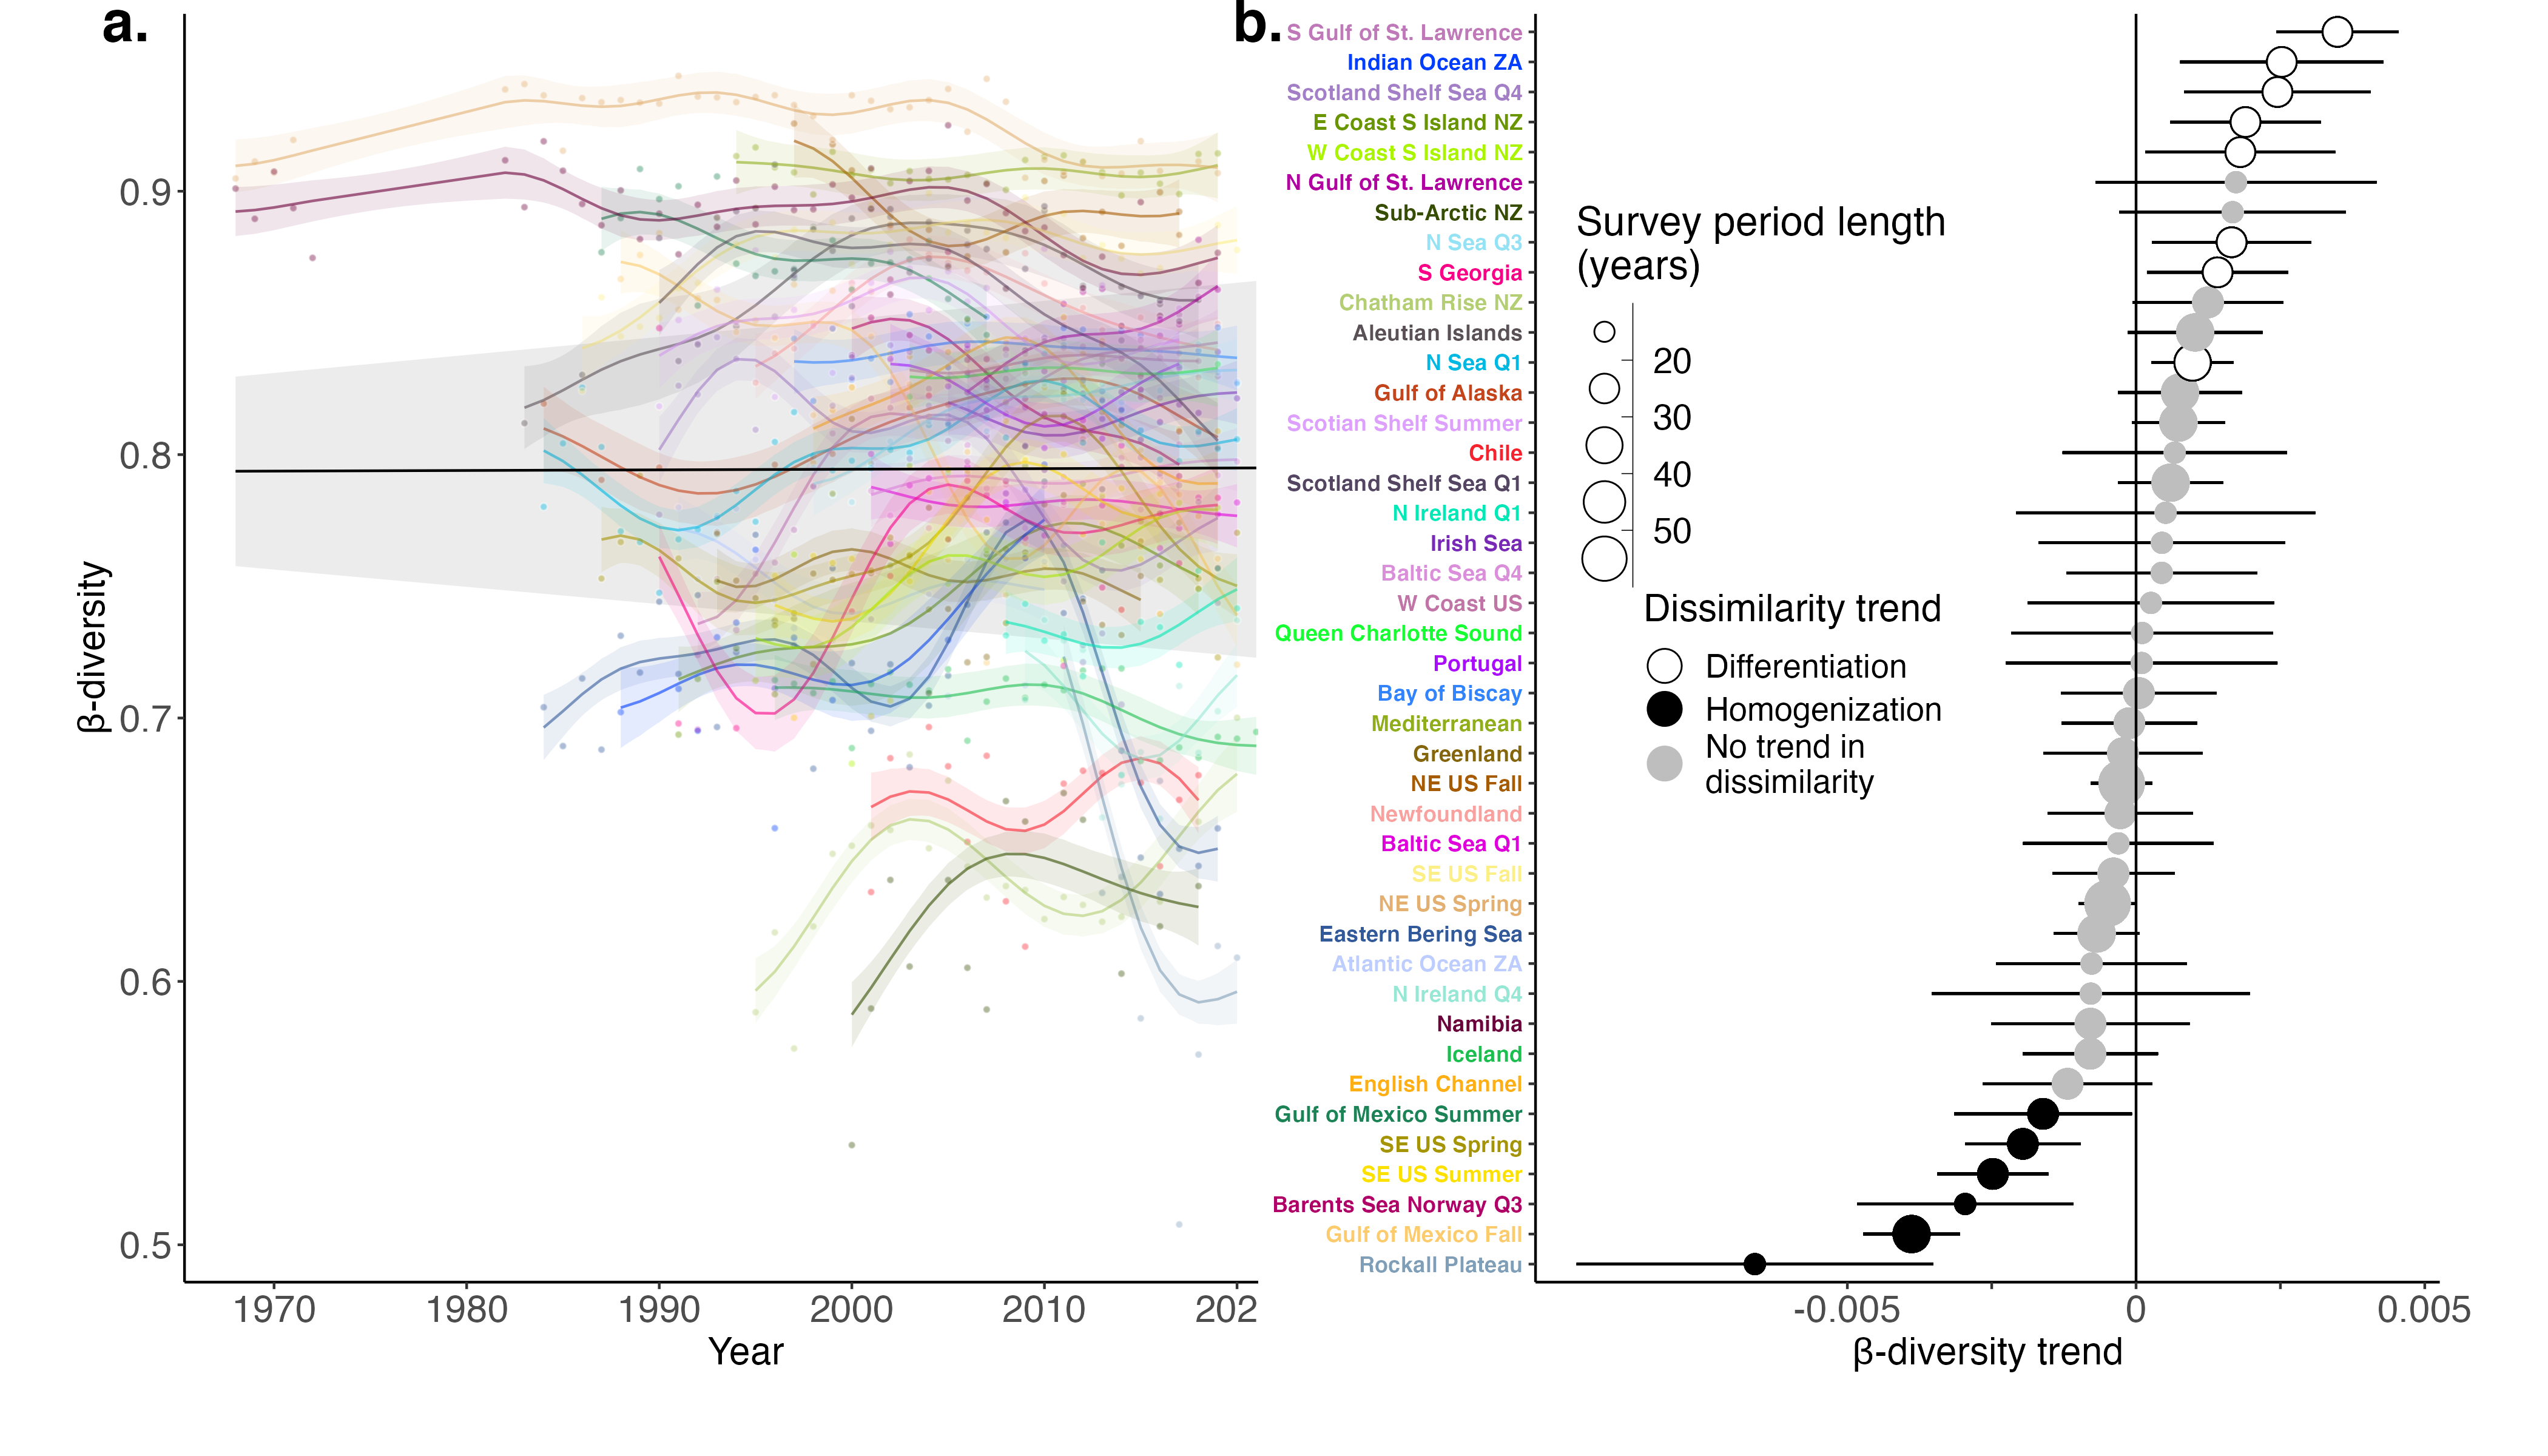 a.
β-diversity
0.9
0.8
0.7
0.6
0.5
1970
1980
1990
2000
2010
202
Year
b.
S Gulf of St. Lawrence
Indian Ocean ZA
Scotland Shelf Sea Q4
E Coast S Island NZ
W Coast S Island NZ
N Gulf of St. Lawrence
Sub-Arctic NZ
N Sea Q3
S Georgia
Chatham Rise NZ
Aleutian Islands
N Sea Q1
Gulf of Alaska
Scotian Shelf Summer
Chile
Scotland Shelf Sea Q1
N Ireland Q1
Irish Sea
Baltic Sea Q4
W Coast US
Queen Charlotte Sound
Portugal
Bay of Biscay
Mediterranean
Greenland
NE US Fall
Newfoundland
Baltic Sea Q1
SE US Fall
NE US Spring
Eastern Bering Sea
Atlantic Ocean ZA
N Ireland Q4
Namibia
Iceland
English Channel
Gulf of Mexico Summer
SE US Spring
SE US Summer
Barents Sea Norway Q3
Gulf of Mexico Fall
Rockall Plateau
Survey period length
(years)
20
30
40
50
Dissimilarity trend
Differentiation
Homogenization
No trend in
dissimilarity
-0.005
0
0.005
β-diversity trend